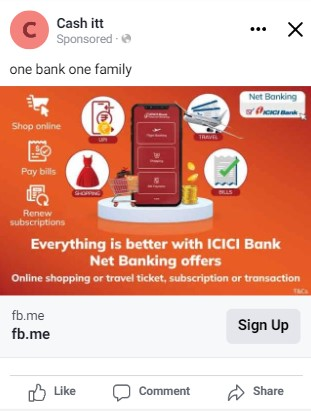 C
Cash itt
Sponsored ·
one bank one family
Net Banking
ICICI Bank
Shop online
UPI
TRAVEL
Pay bills
SHOPPING
BILLS
Renew
subscriptions
Everything is better with ICICI Bank
Net Banking offers
Online shopping or travel ticket, subscription or transaction
T&Cs
fb.me
fb.me
Sign Up
Like
Comment
Share